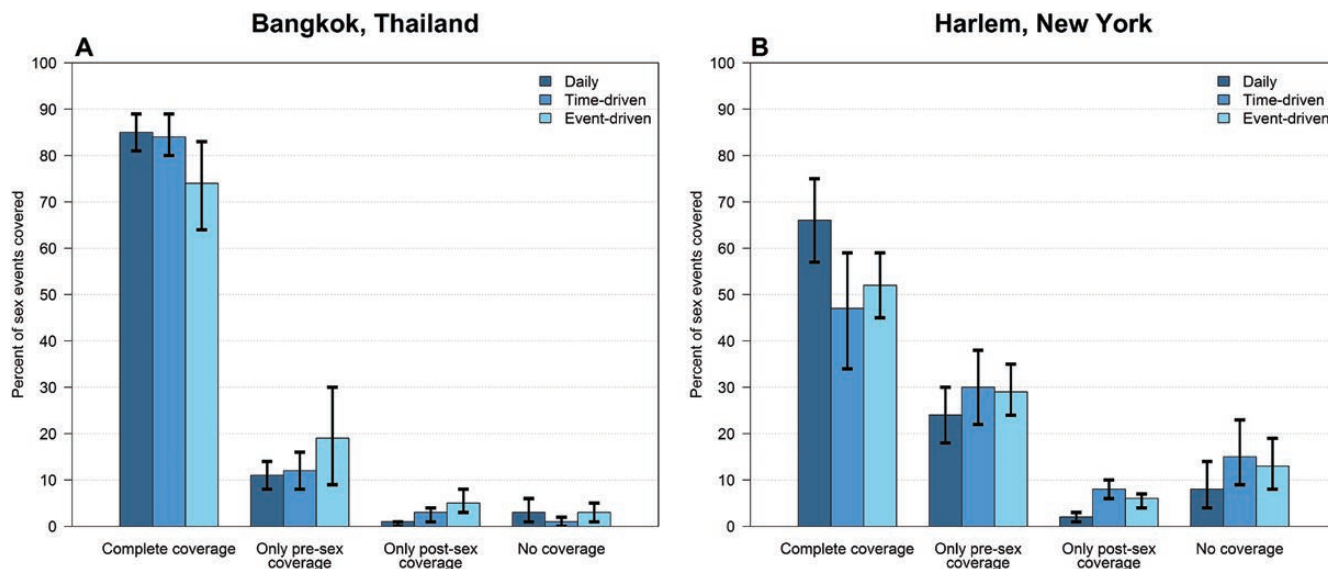 Bangkok, Thailand
A
Daily
Time-driven
Event-driven
Percent of sex events covered
100
90
80
70
60
50
40
30
20
10
0
Complete coverage
Only pre-sex
coverage
Only post-sex
coverage
No coverage
Harlem, New York
B
Daily
Time-driven
Event-driven
Percent of sex events covered
100
90
80
70
60
50
40
30
20
10
0
Complete coverage
Only pre-sex
coverage
Only post-sex
coverage
No coverage